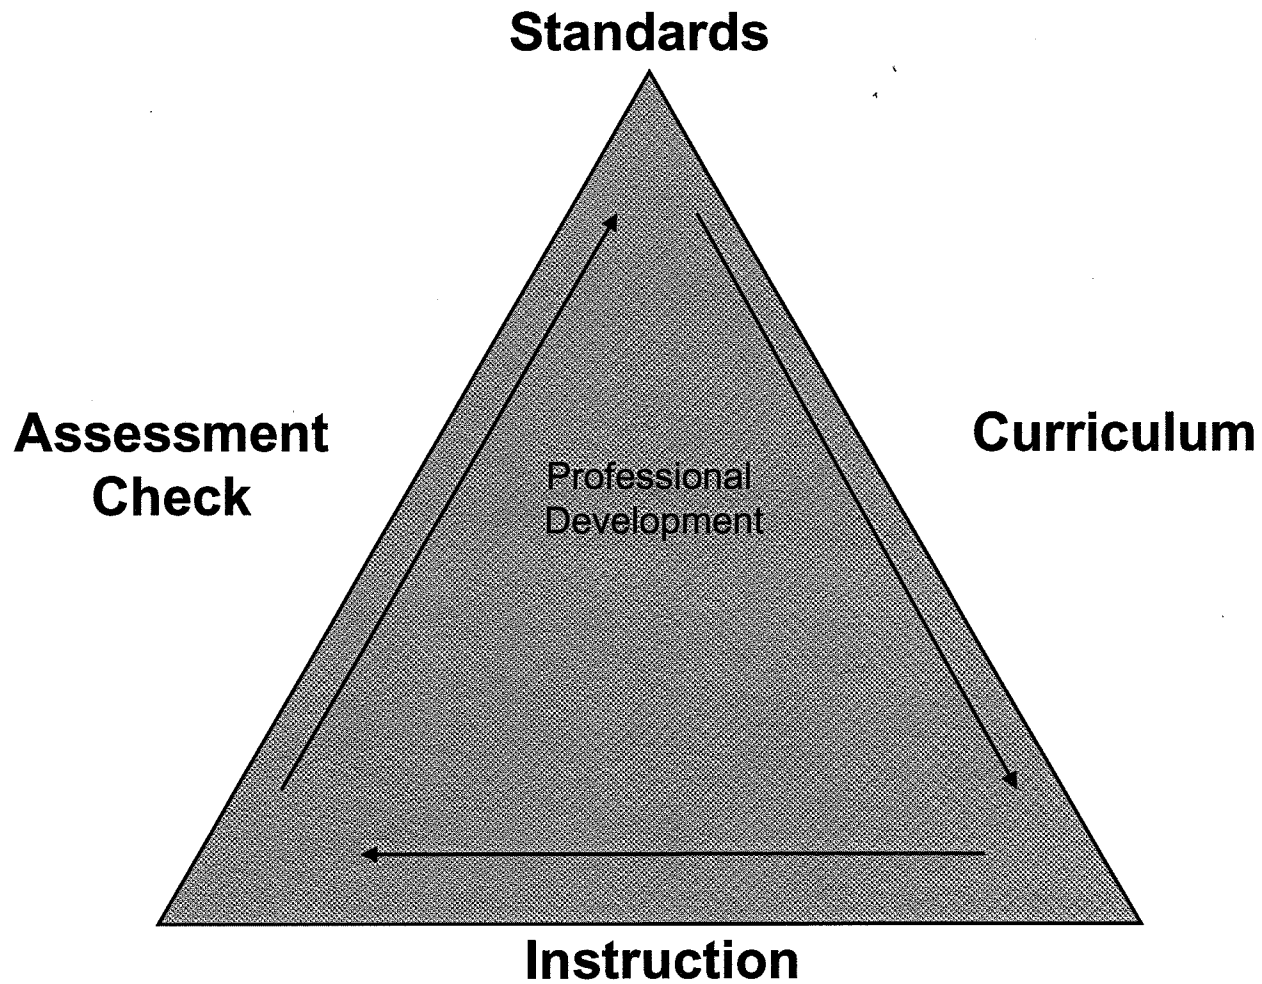 Standards
Assessment
Check
Curriculum
Professional
Development
Instruction